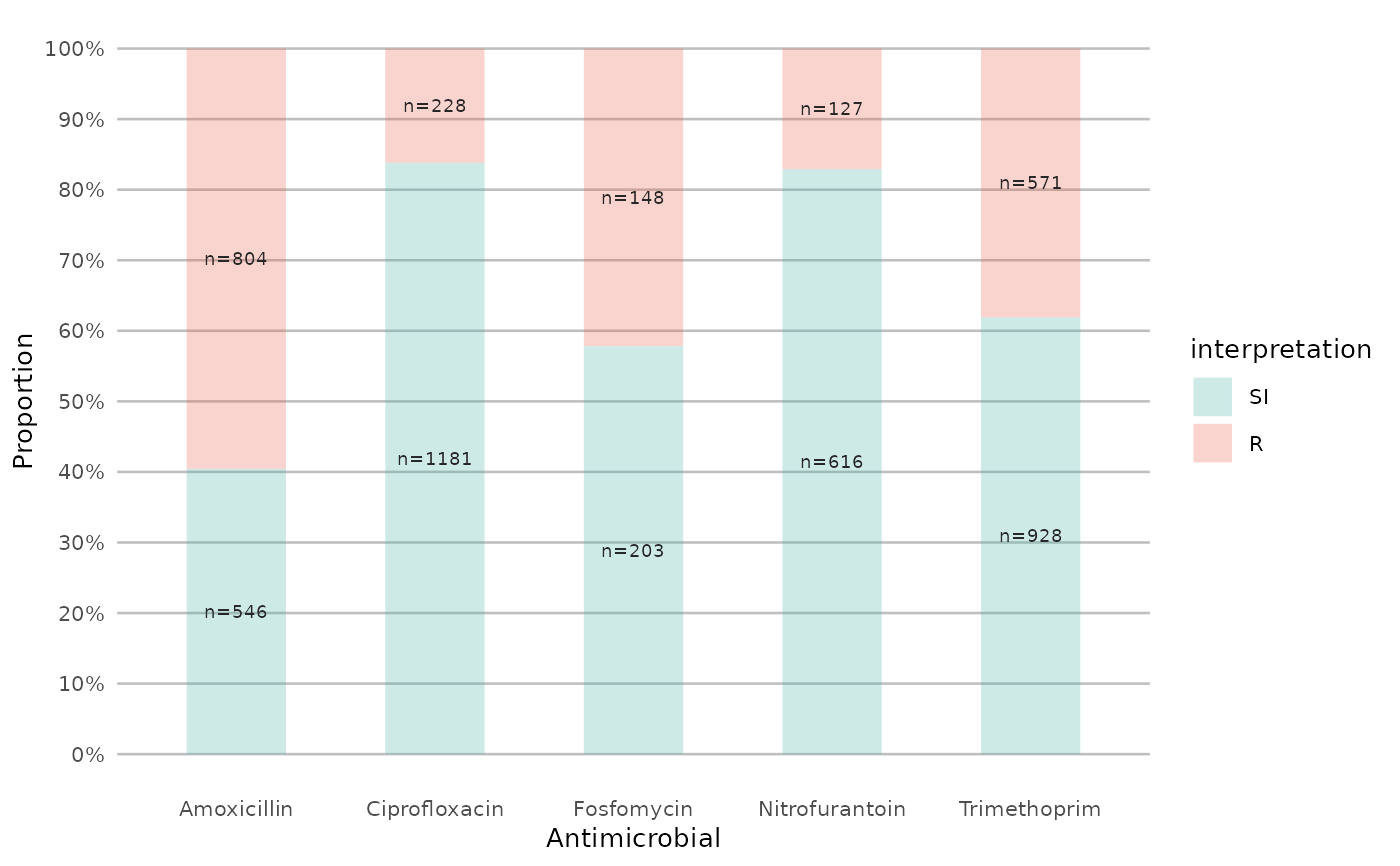 100%
90%
80%
70%
60%
50%
40%
30%
20%
10%
0%
Proportion
n=804
n=546
n=228
n=1181
n=148
n=203
n=127
n=616
n=571
n=928
Amoxicillin
Ciprofloxacin
Fosfomycin
Nitrofurantoin
Trimethoprim
Antimicrobial
interpretation
SI
R